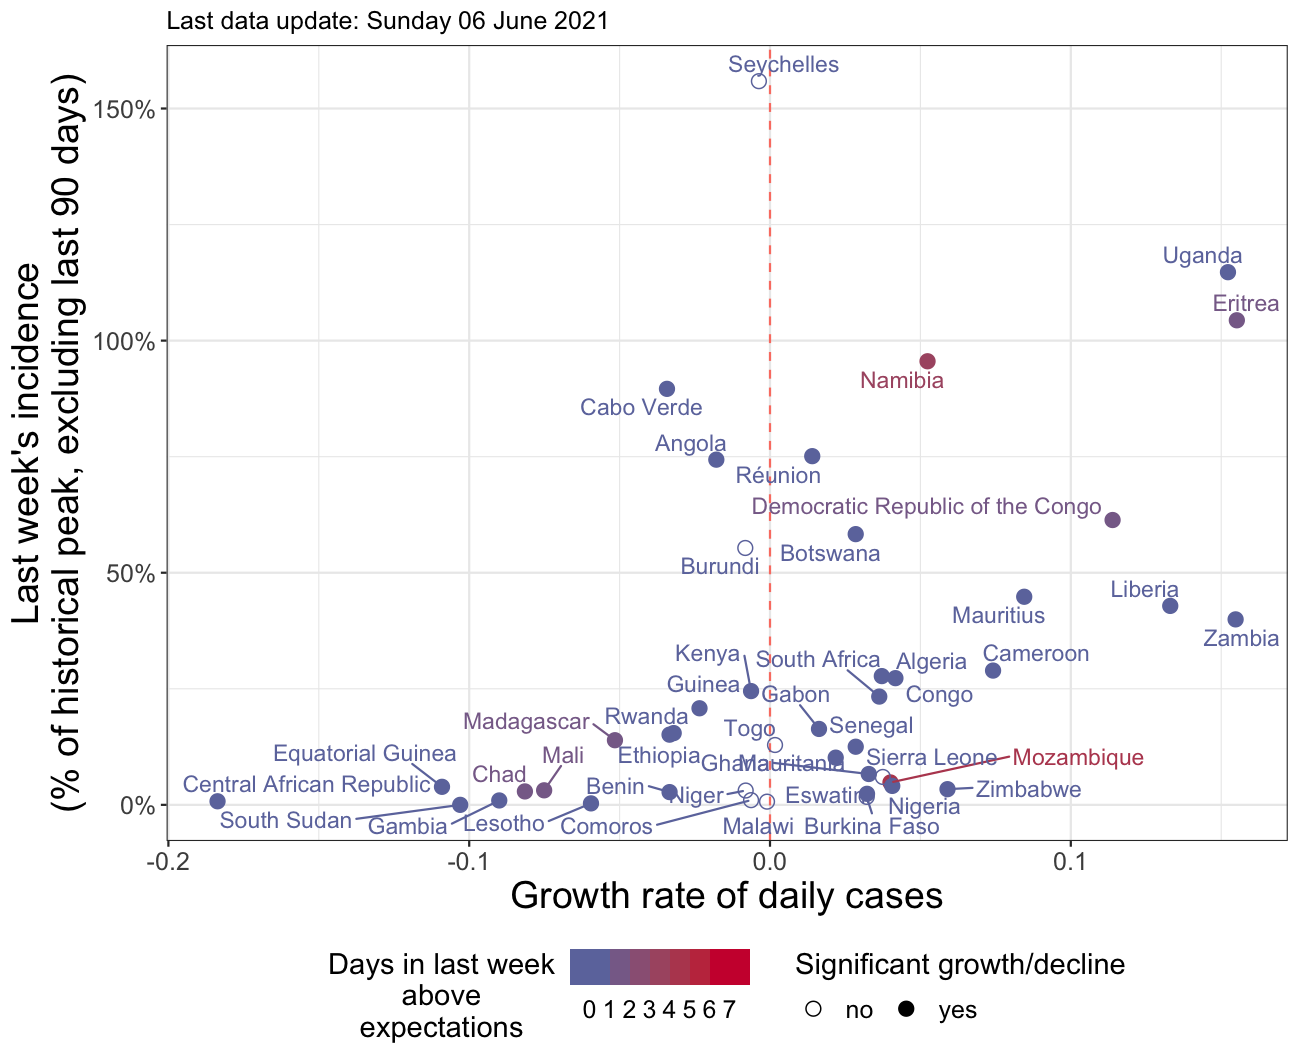 Last data update: Sunday 06 June 2021
Last week's incidence
(% of historical peak, excluding last 90 days)
150%
100%
50%
0%
Seychelles
Uganda
Eritrea
Namibia
Cabo Verde
Angola
Réunion
Democratic Republic of the Congo
Botswana
Burundi
Liberia
Mauritius
Zambia
Kenya
South Africa
Algeria
Cameroon
Guinea
Gabon
Congo
Madagascar
Rwanda
Togo
Senegal
Equatorial Guinea
Mali
Ethiopia
Ghana
Mauritania
Sierra Leone
Mozambique
Central African Republic
Chad
Benin
Niger
Eswatini
Nigeria
Zimbabwe
South Sudan
Gambia
Lesotho
Comoros
Malawi
Burkina Faso
-0.2
-0.1
0.0
0.1
Growth rate of daily cases
Days in last week
above
expectations
0 1 2 3 4 5 6 7
Significant growth/decline
no
yes